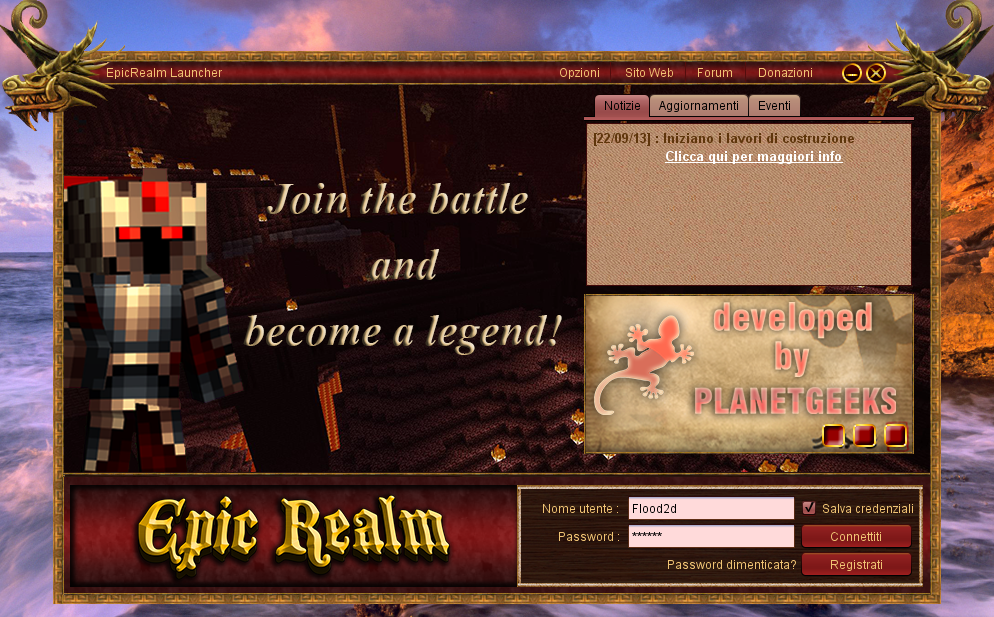 EpicRealm Launcher
Opzioni
Sito Web
Forum
Donazioni
Notizie
Aggiornamenti
Eventi
[22/09/13] : Iniziano i lavori di costruzione
Clicca qui per maggiori info
Join the battle
and
become a legend!
developed
by
PLANETGEEKS
Epic Realm
Nome utente :
Flood2d
Salva credenziali
Password :
******
Connettiti
Password dimenticata?
Registrati